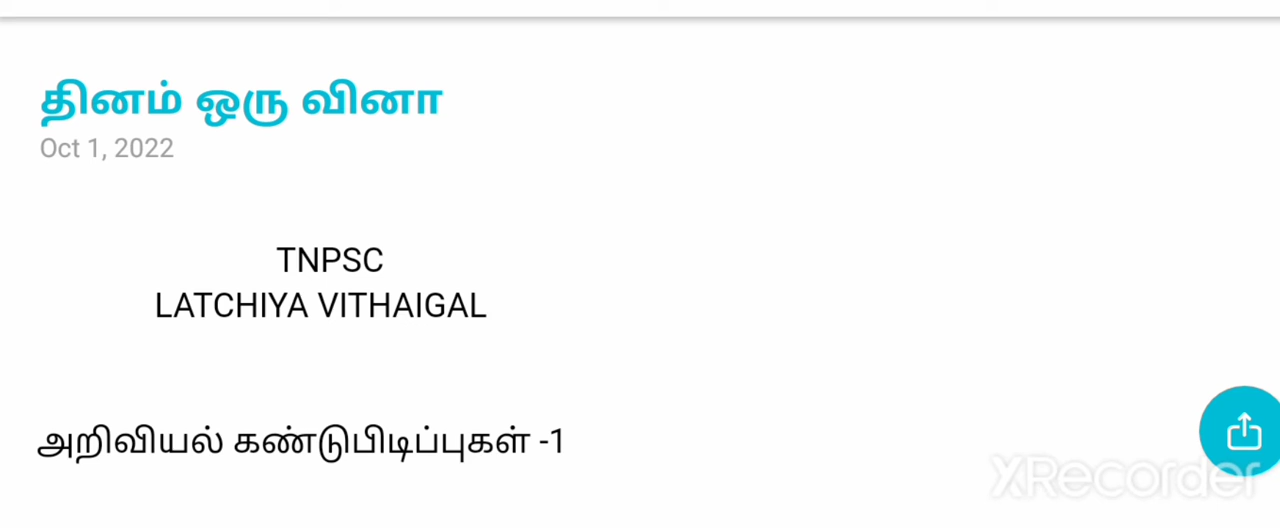 தினம் ஒரு வினா
Oct 1, 2022
TNPSC
LATCHIYA VITHAIGAL
அறிவியல் கண்டுபிடிப்புகள் -1
XRecorder